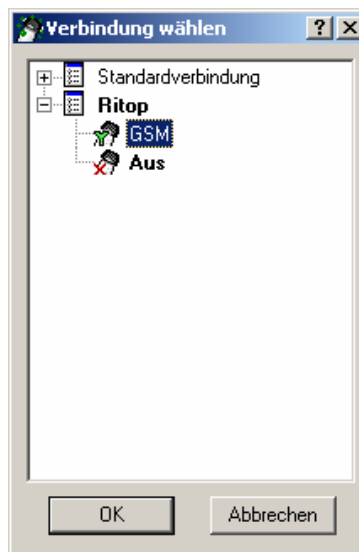 Verbindung wählen
Standardverbindung
Ritop
GSM
Aus
OK Abbrechen